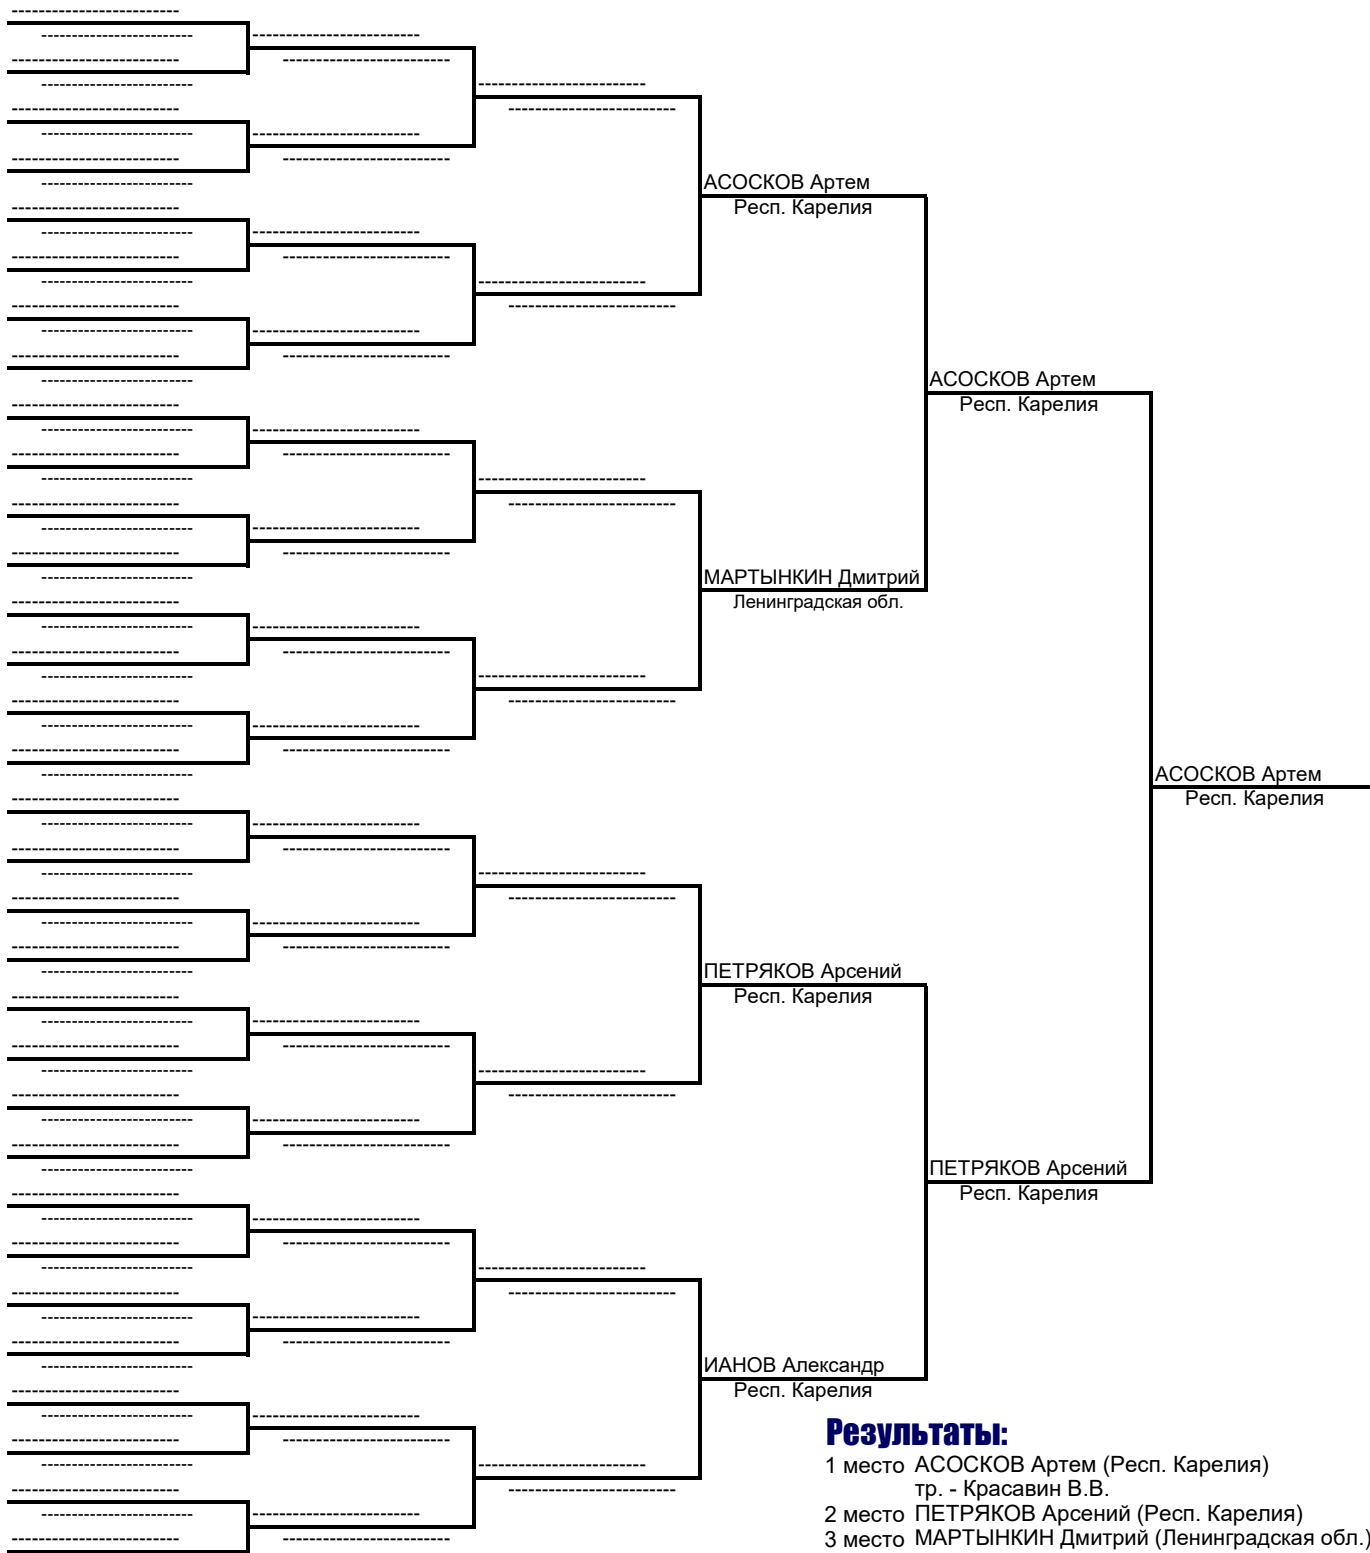 АСОСКОВ Артем
Респ. Карелия
АСОСКОВ Артем
Респ. Карелия
МАРТЫНКИН Дмитрий
Ленинградская обл.
АСОСКОВ Артем
Респ. Карелия
ПЕТРЯКОВ Арсений
Респ. Карелия
ПЕТРЯКОВ Арсений
Респ. Карелия
ИАНОВ Александр
Респ. Карелия
Результаты:
1 место АСОСКОВ Артем (Респ. Карелия)
тр. - Красавин В.В.
2 место ПЕТРЯКОВ Арсений (Респ. Карелия)
3 место МАРТЫНКИН Дмитрий (Ленинградская обл.)